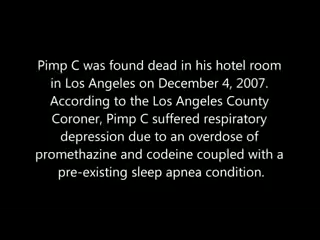 Pimp C was found dead in his hotel room
in Los Angeles on December 4, 2007.
According to the Los Angeles County
Coroner, Pimp C suffered respiratory
depression due to an overdose of
promethazine and codeine coupled with a
pre-existing sleep apnea condition.